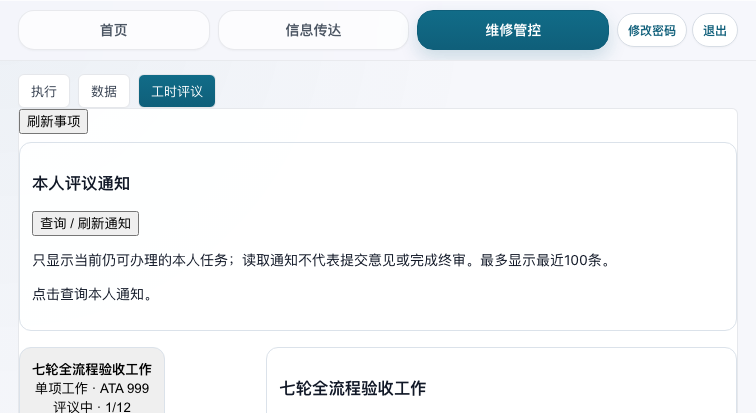 首页
信息传达
维修管控
修改密码
退出
执行
数据
工时评议
刷新事项
本人评议通知
查询 / 刷新通知
只显示当前仍可办理的本人任务；读取通知不代表提交意见或完成终审。最多显示最近100条。
点击查询本人通知。
七轮全流程验收工作
单项工作 · ATA 999
评议中 · 1/12
七轮全流程验收工作